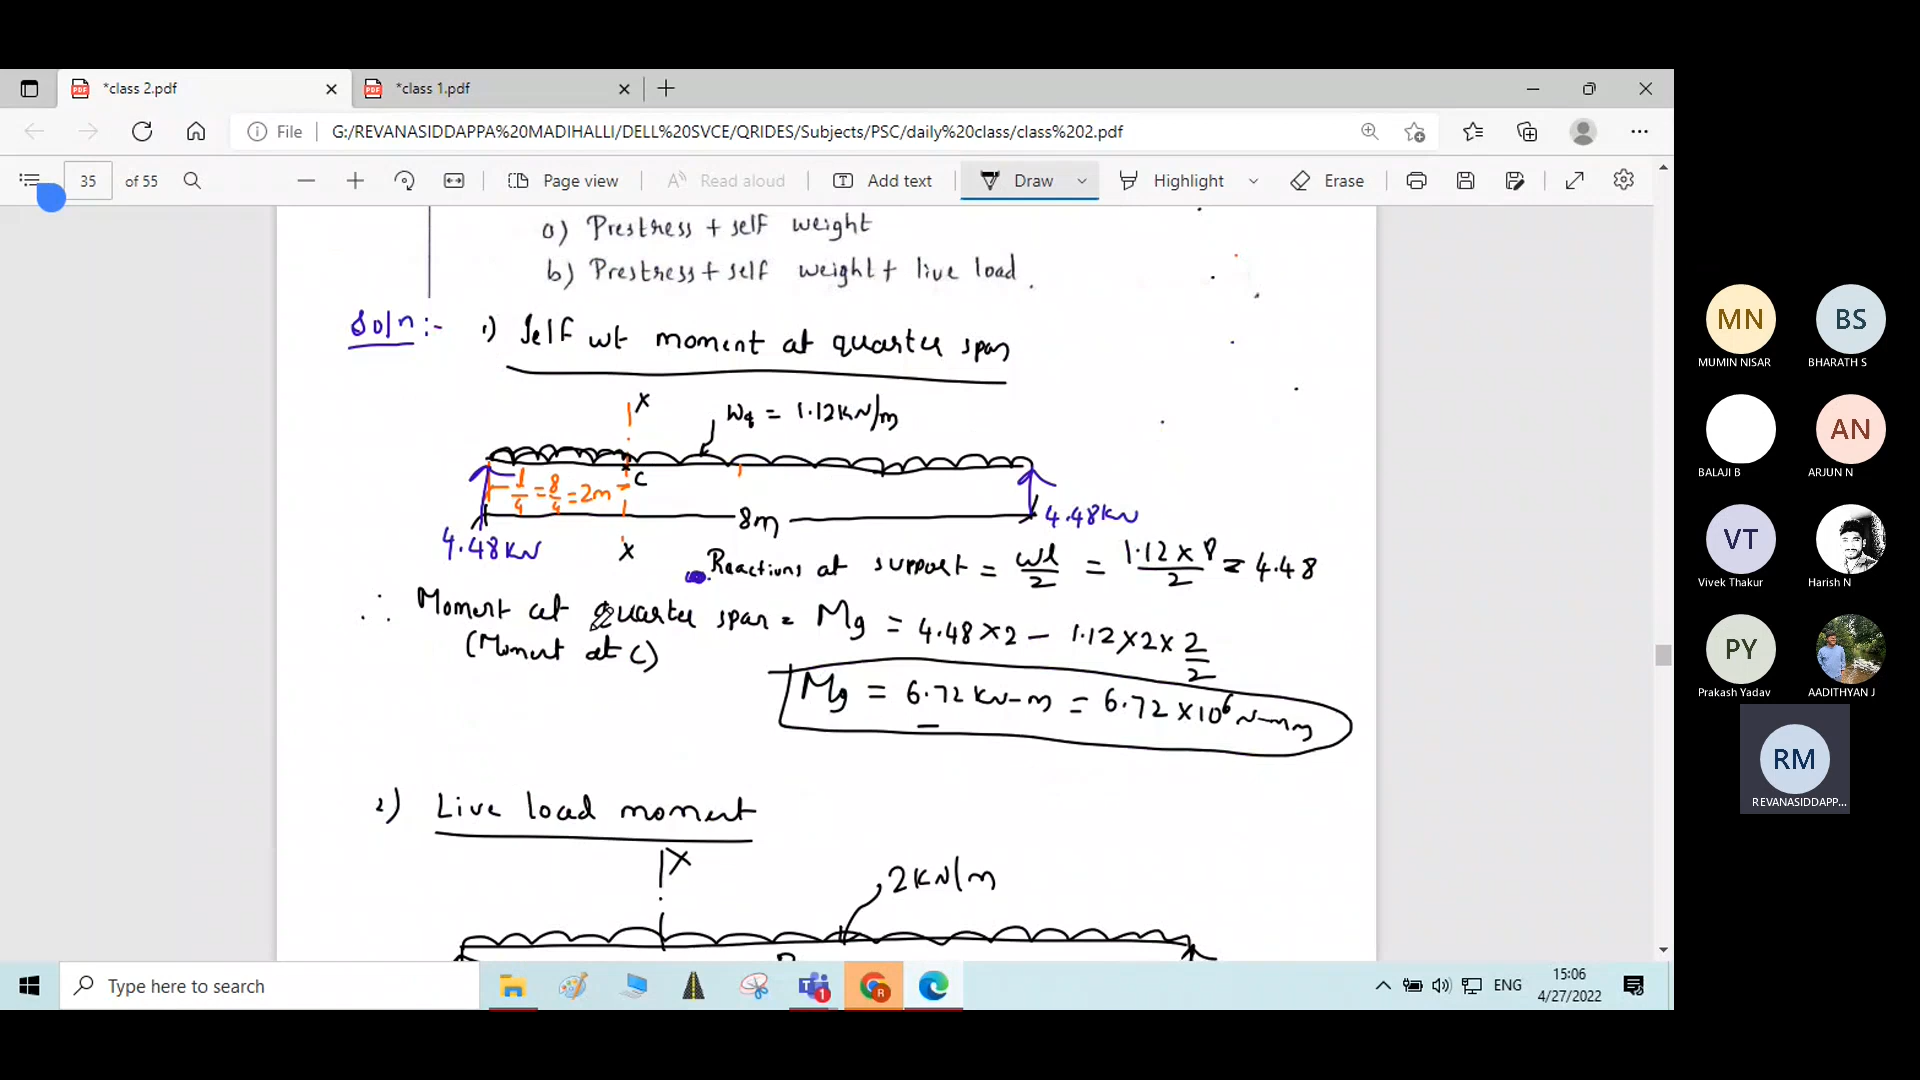 *class 2.pdf
*class 1.pdf
File
G:/REVANASIDDAPPA%20MADIHALLI/DELL%20SVCE/QRIDES/Subjects/PSC/daily%20class/class%202.pdf
35 of 55
Page view
Read aloud
Add text
Draw
Highlight
Erase
a) Prestress + self weight
b) Prestress + self weight + live load.
Soln:- 1) Self wt moment at quarter span
X
Wg = 1.12KN/m
C
l/4 = 8/4 = 2m
8m
4.48KN
4.48KN
X
Reactions at support = wl/2 = 1.12 × 8/2 = 4.48
∴ Moment at quarter span = Mg = 4.48 × 2 - 1.12 × 2 × 2/2
(Moment at C)
Mg = 6.72 KN-m = 6.72 × 10⁶ N-mm
2) Live load moment
X
2KN/m
MN
MUMIN NISAR
BS
BHARATH S
BALAJI B
AN
ARJUN N
VT
Vivek Thakur
Harish N
PY
Prakash Yadav
AADITHYAN J
RM
REVANASIDDAPP...
Type here to search
1
R
ENG
15:06
4/27/2022